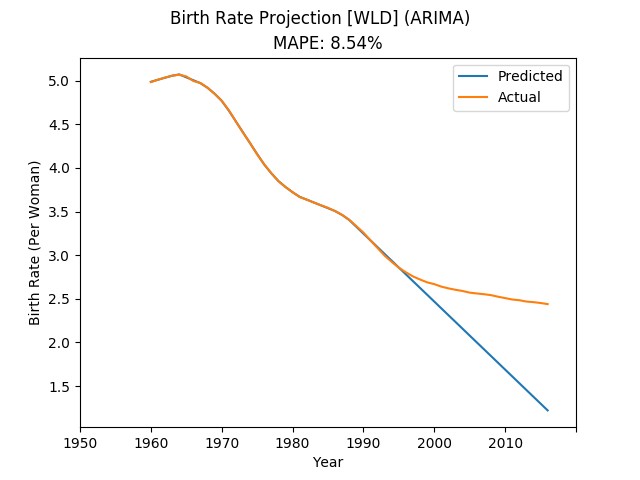 Birth Rate Projection [WLD] (ARIMA)
MAPE: 8.54%
Predicted
Actual
Birth Rate (Per Woman)
5.0
4.5
4.0
3.5
3.0
2.5
2.0
1.5
1950 1960 1970 1980 1990 2000 2010
Year